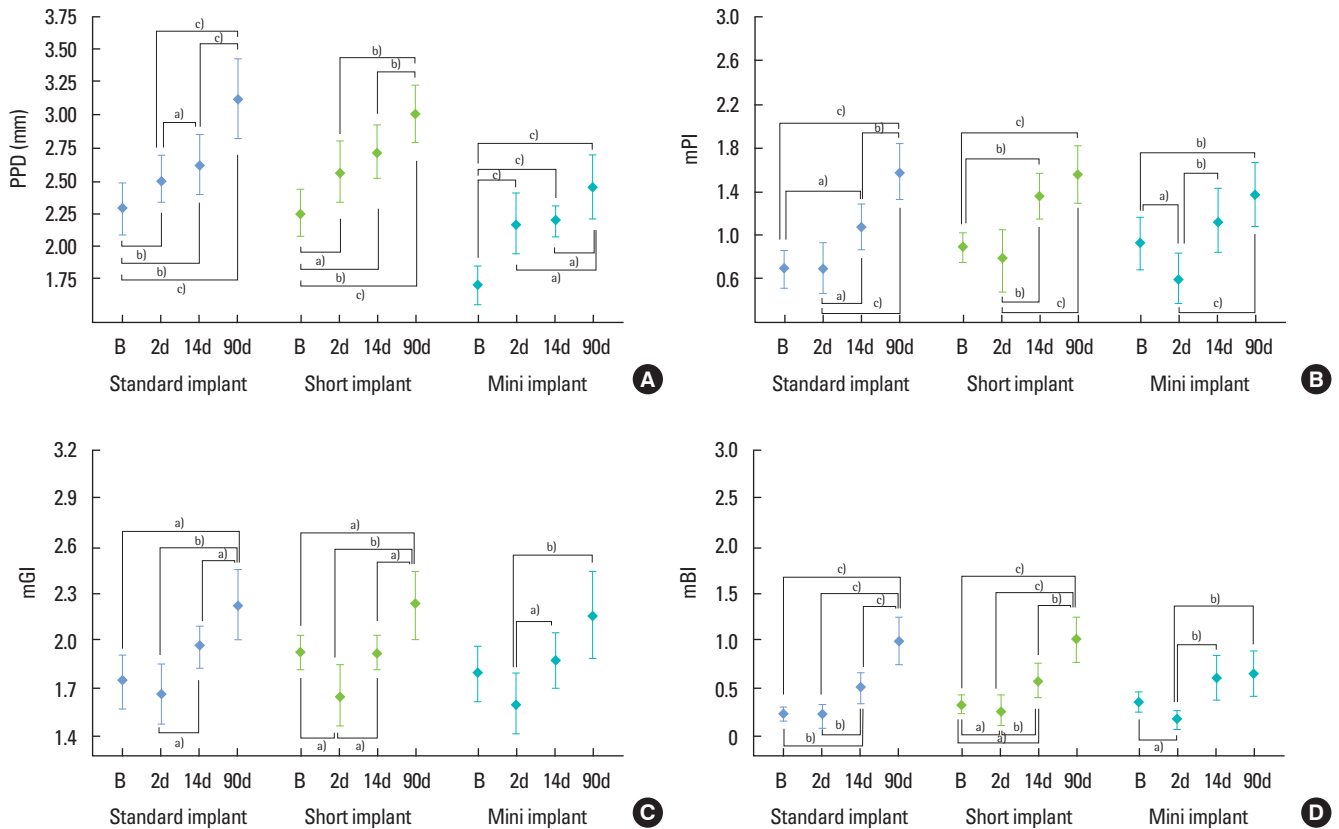 3.75
3.50
3.25
3.00
2.75
2.50
2.25
2.00
1.75
PPD (mm)
c)
c)
a)
b)
b)
c)
b)
b)
a)
b)
c)
c)
c)
c)
a)
a)
B 2d 14d 90d B 2d 14d 90d B 2d 14d 90d
Standard implant Short implant Mini implant
A
3.0
2.6
2.2
1.8
1.4
1.0
0.6
mPI
c)
b)
a)
a)
c)
c)
b)
b)
c)
b)
b)
a)
c)
B 2d 14d 90d B 2d 14d 90d B 2d 14d 90d
Standard implant Short implant Mini implant
B
3.2
2.9
2.6
2.3
2.0
1.7
1.4
mGI
a)
b)
a)
a)
a)
b)
a)
a)
a)
b)
a)
B 2d 14d 90d B 2d 14d 90d B 2d 14d 90d
Standard implant Short implant Mini implant
C
3.0
2.5
2.0
1.5
1.0
0.5
0
mBI
c)
c)
c)
b)
b)
c)
c)
b)
a)
b)
a)
b)
b)
a)
B 2d 14d 90d B 2d 14d 90d B 2d 14d 90d
Standard implant Short implant Mini implant
D